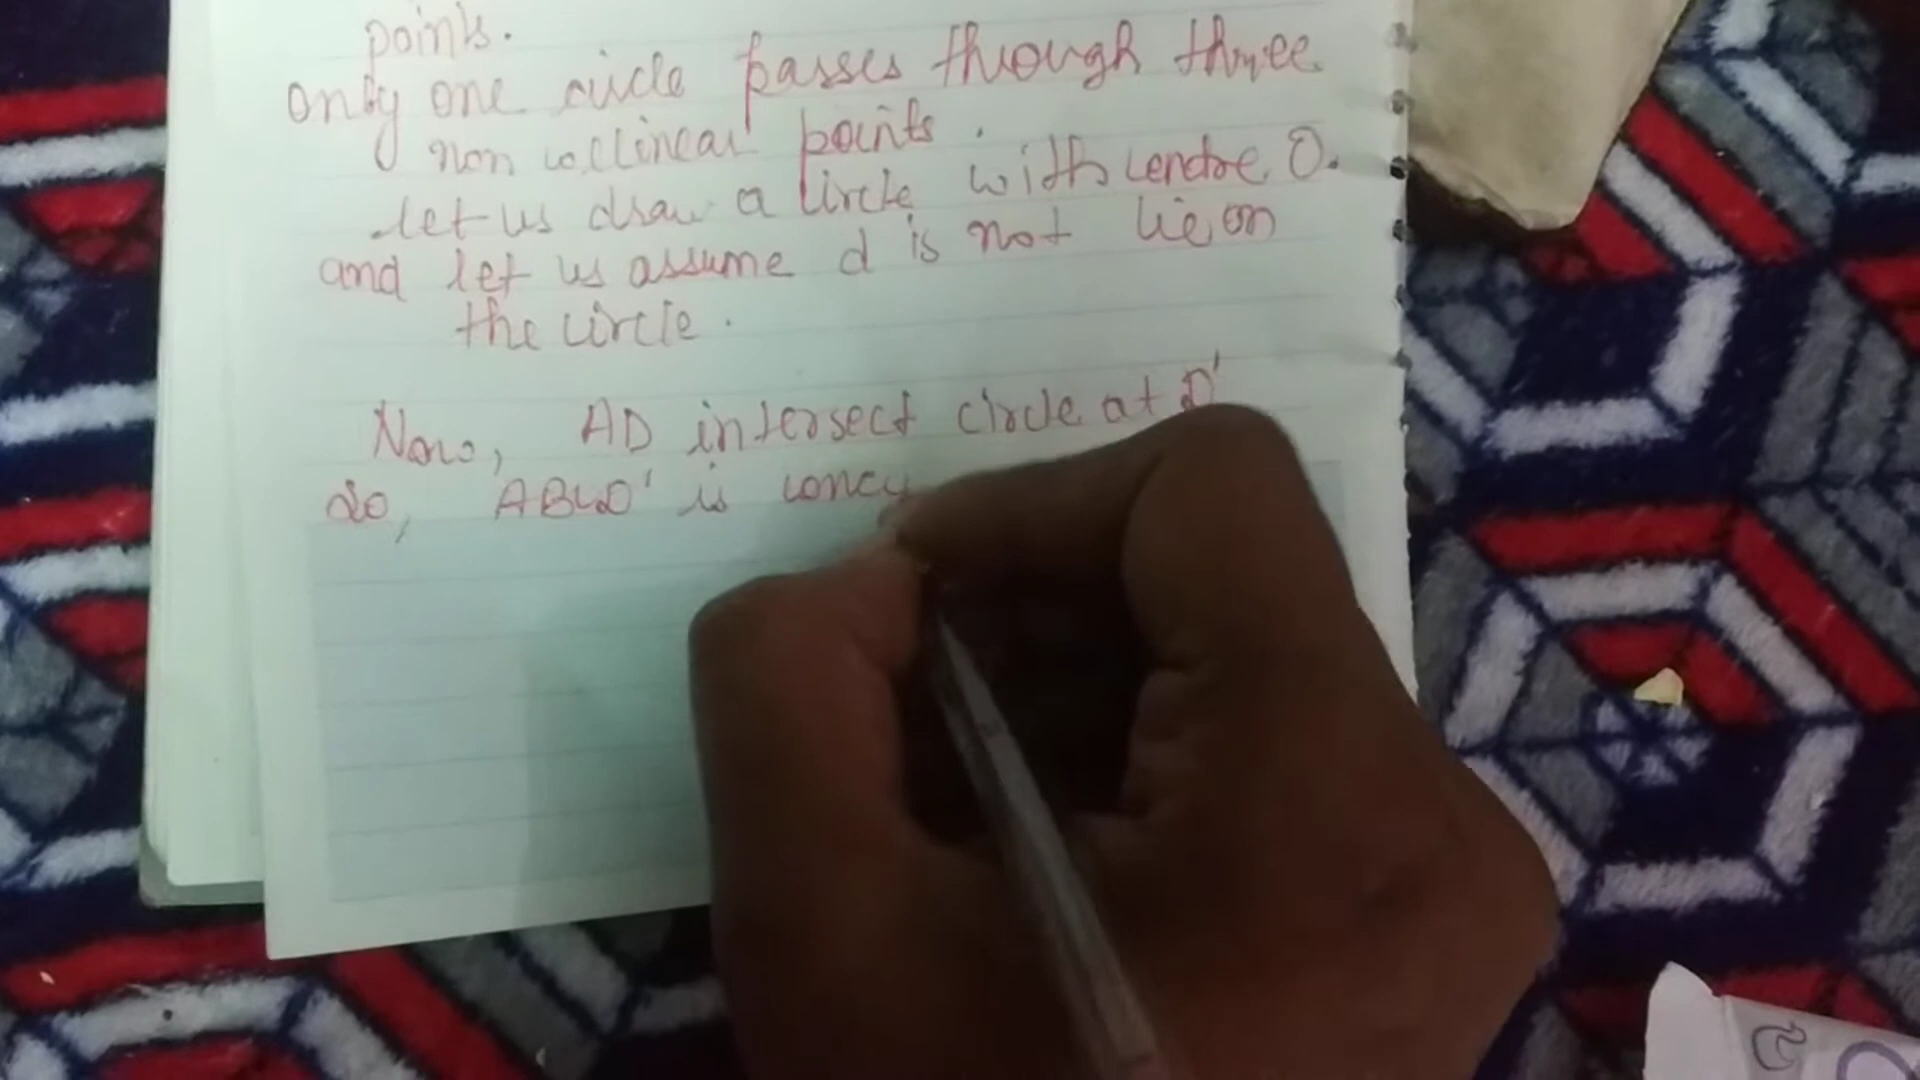 points.
only one circle passes through three
non collinear points.
let us draw a circle with centre O.
and let us assume d is not lie on
the circle.
Now, AD intersect circle at D'
So, ABCD' is concy